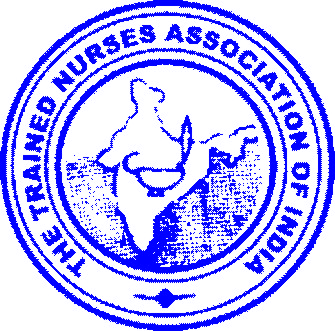 THE TRAINED NURSES ASSOCIATION OF INDIA